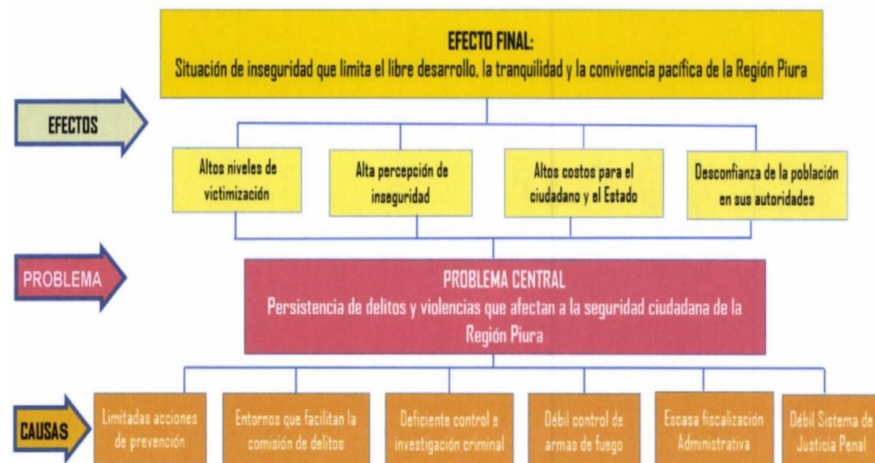 EFECTO FINAL:
Situación de inseguridad que limita el libre desarrollo, la tranquilidad y la convivencia pacífica de la Región Piura
EFECTOS
Altos niveles de
victimización
Alta percepción de
inseguridad
Altos costos para el
ciudadano y el Estado
Desconfianza de la población
en sus autoridades
PROBLEMA
PROBLEMA CENTRAL
Persistencia de delitos y violencias que afectan a la seguridad ciudadana de la
Región Piura
CAUSAS
Limitadas acciones
de prevención
Entornos que facilitan la
comisión de delitos
Deficiente control e
investigación criminal
Débil control de
armas de fuego
Escasa fiscalización
Administrativa
Débil Sistema de
Justicia Penal